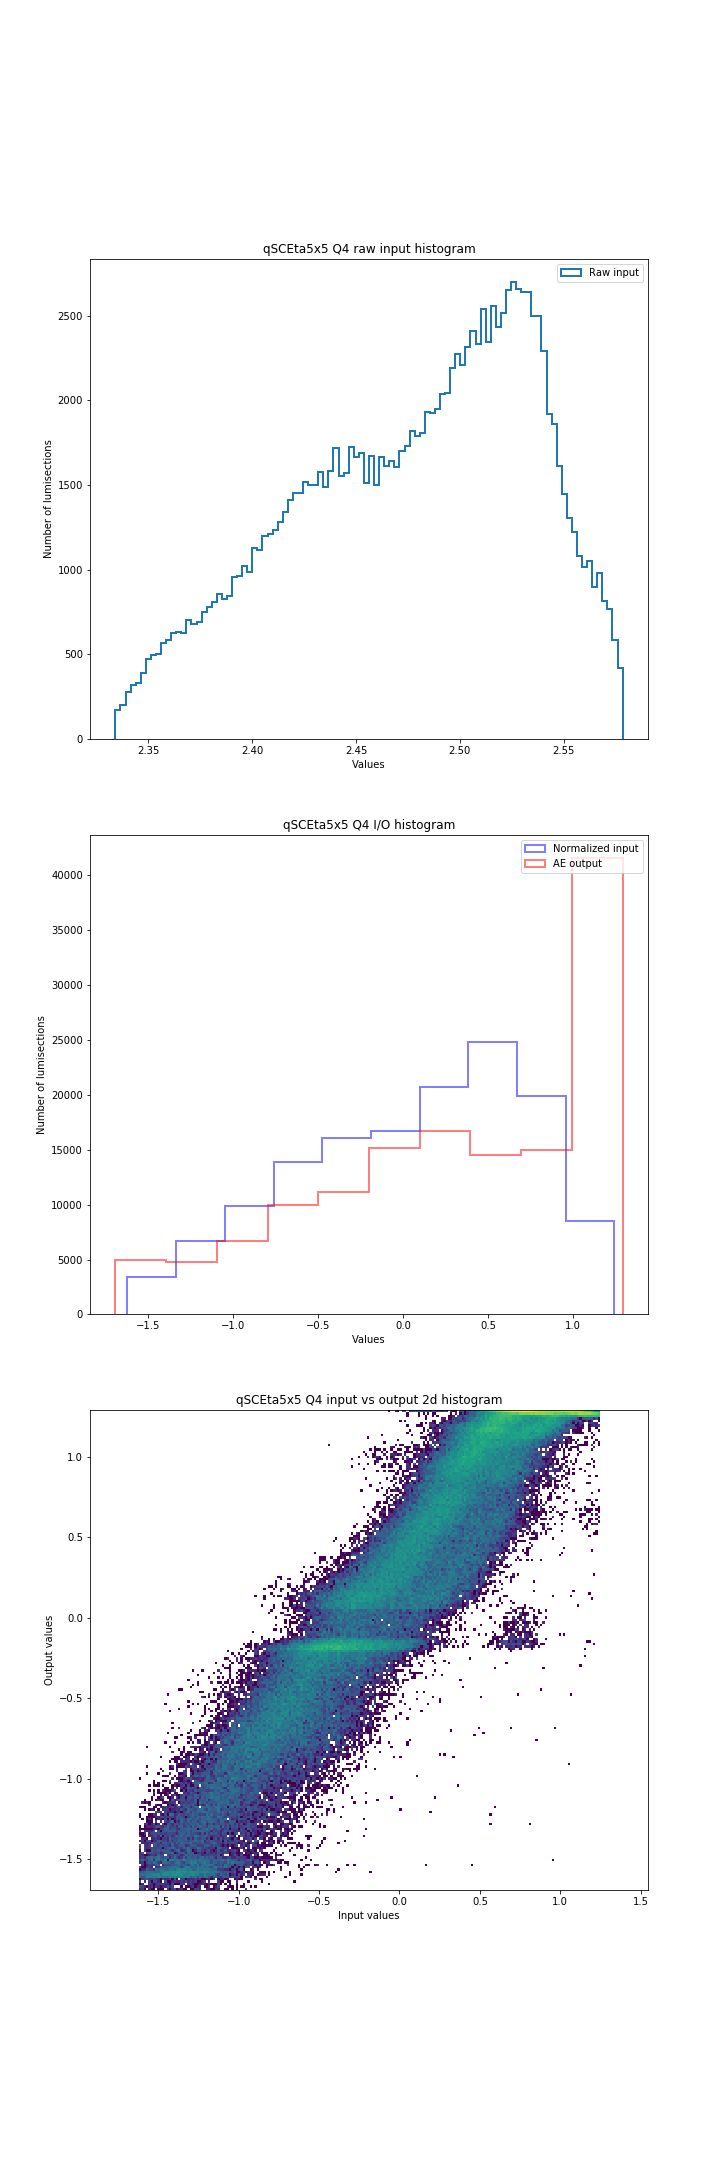 qSCEta5x5 Q4 raw input histogram
Raw input
2500
2000
1500
1000
500
0
Number of lumisections
2.35 2.40 2.45 2.50 2.55
Values
qSCEta5x5 Q4 I/O histogram
Normalized input
AE output
40000
35000
30000
25000
20000
15000
10000
5000
0
Number of lumisections
−1.5 −1.0 −0.5 0.0 0.5 1.0
Values
qSCEta5x5 Q4 input vs output 2d histogram
1.0
0.5
0.0
−0.5
−1.0
−1.5
Output values
−1.5 −1.0 −0.5 0.0 0.5 1.0 1.5
Input values